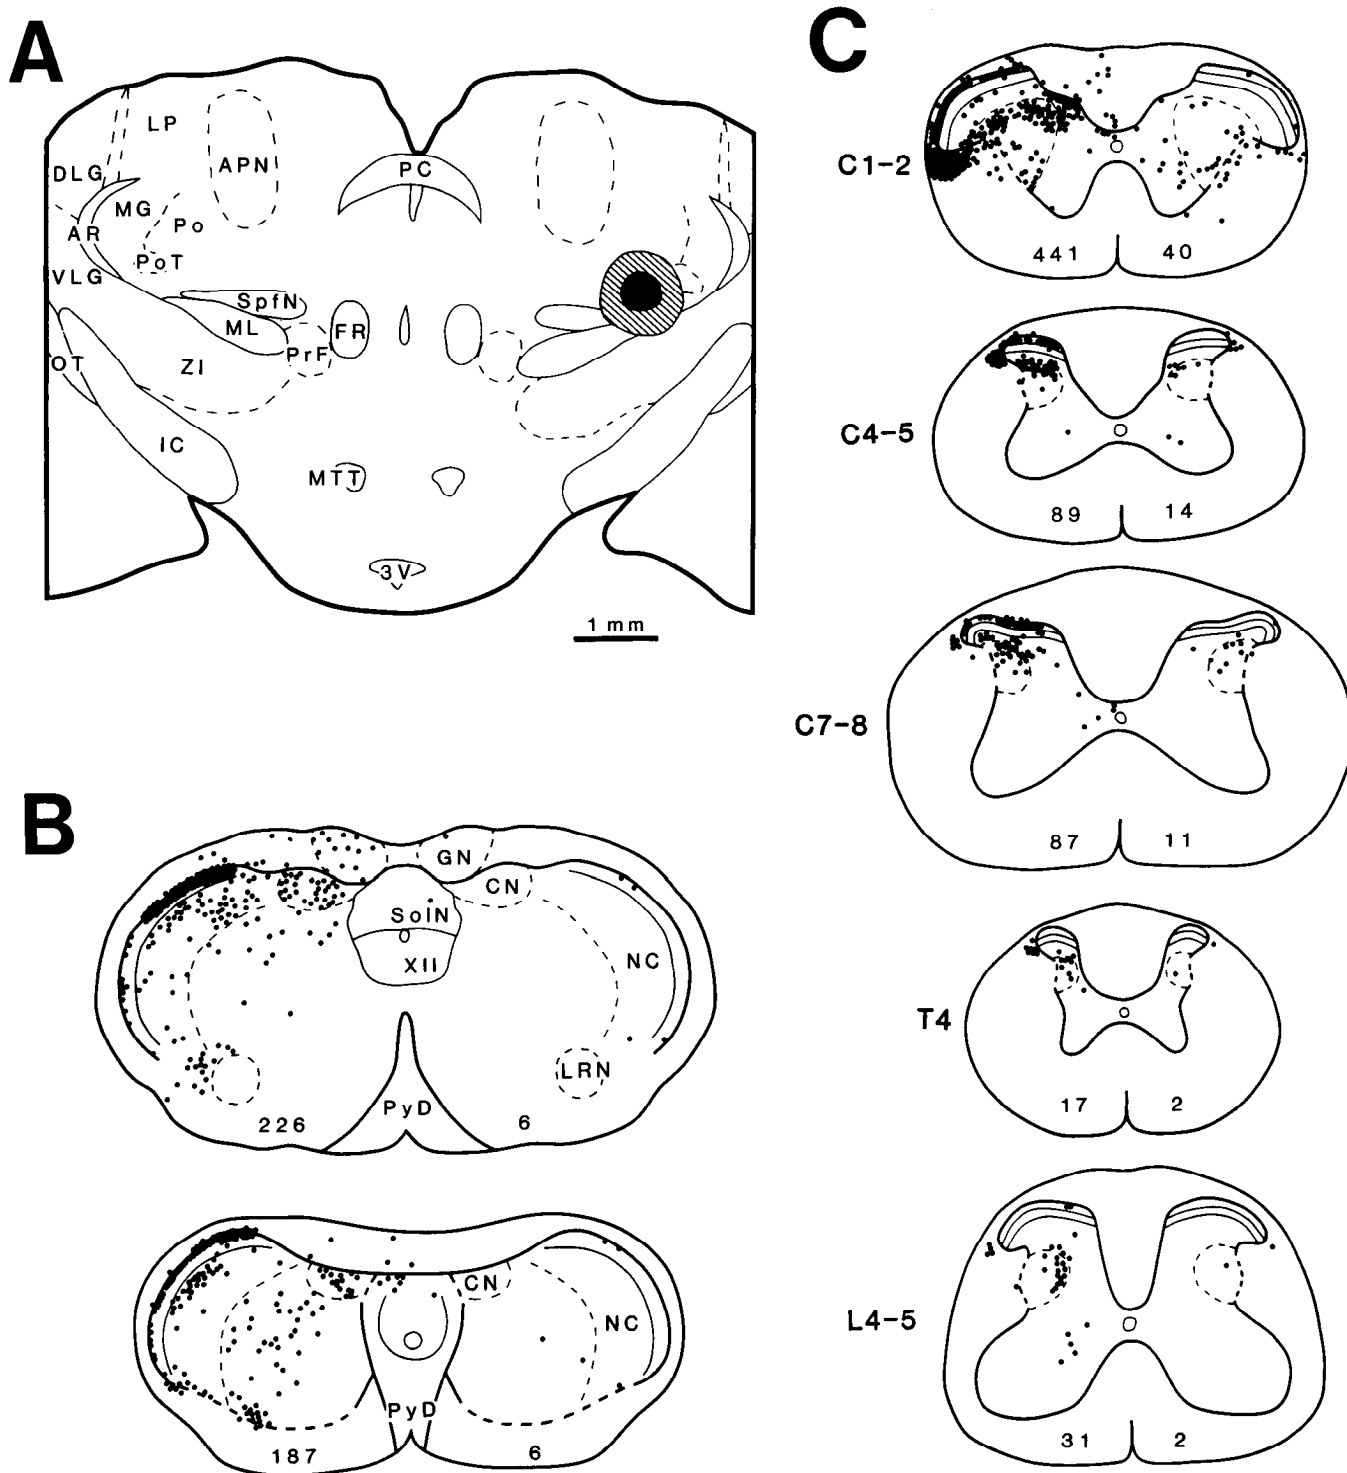 A
LP
APN
PC
DLG
MG
Po
AR
PoT
VLG
SpfN
ML
FR
PrF
OT
ZI
IC
MTT
3V
1 mm
B
GN
CN
SolN
XII
NC
LRN
PyD
226
6
CN
NC
PyD
187
6
C
C1-2
441
40
C4-5
89
14
C7-8
87
11
T4
17
2
L4-5
31
2